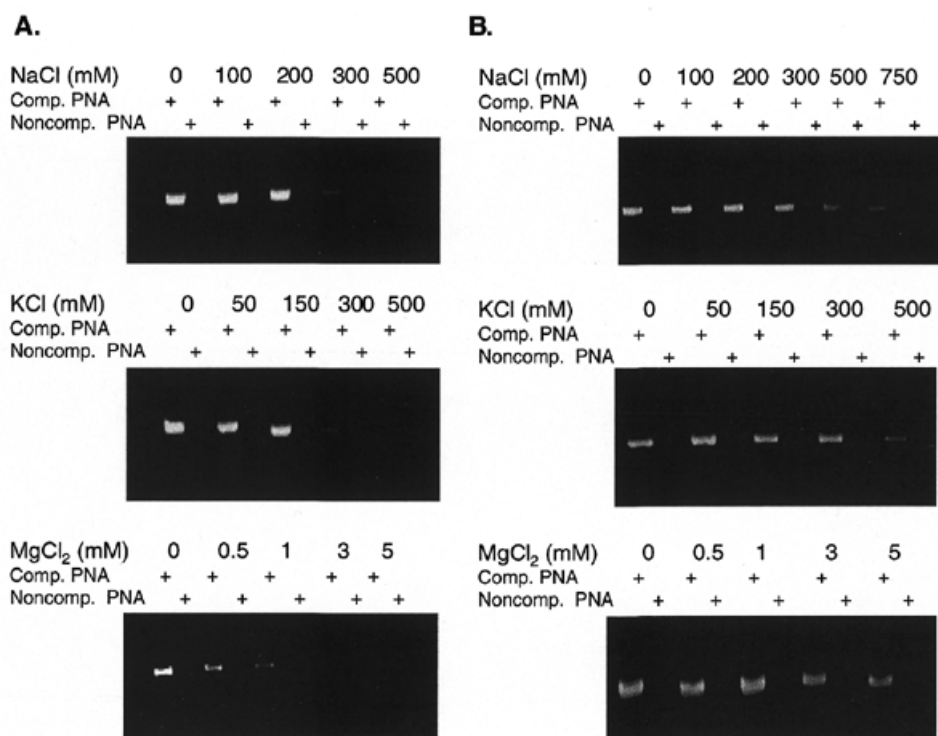 A.
NaCl (mM) 0 100 200 300 500
Comp. PNA + + + + +
Noncomp. PNA + + + + +
KCl (mM) 0 50 150 300 500
Comp. PNA + + + + +
Noncomp. PNA + + + + +
MgCl₂ (mM) 0 0.5 1 3 5
Comp. PNA + + + + +
Noncomp. PNA + + + + +
B.
NaCl (mM) 0 100 200 300 500 750
Comp. PNA + + + + + +
Noncomp. PNA + + + + + +
KCl (mM) 0 50 150 300 500
Comp. PNA + + + + +
Noncomp. PNA + + + + +
MgCl₂ (mM) 0 0.5 1 3 5
Comp. PNA + + + + +
Noncomp. PNA + + + + +